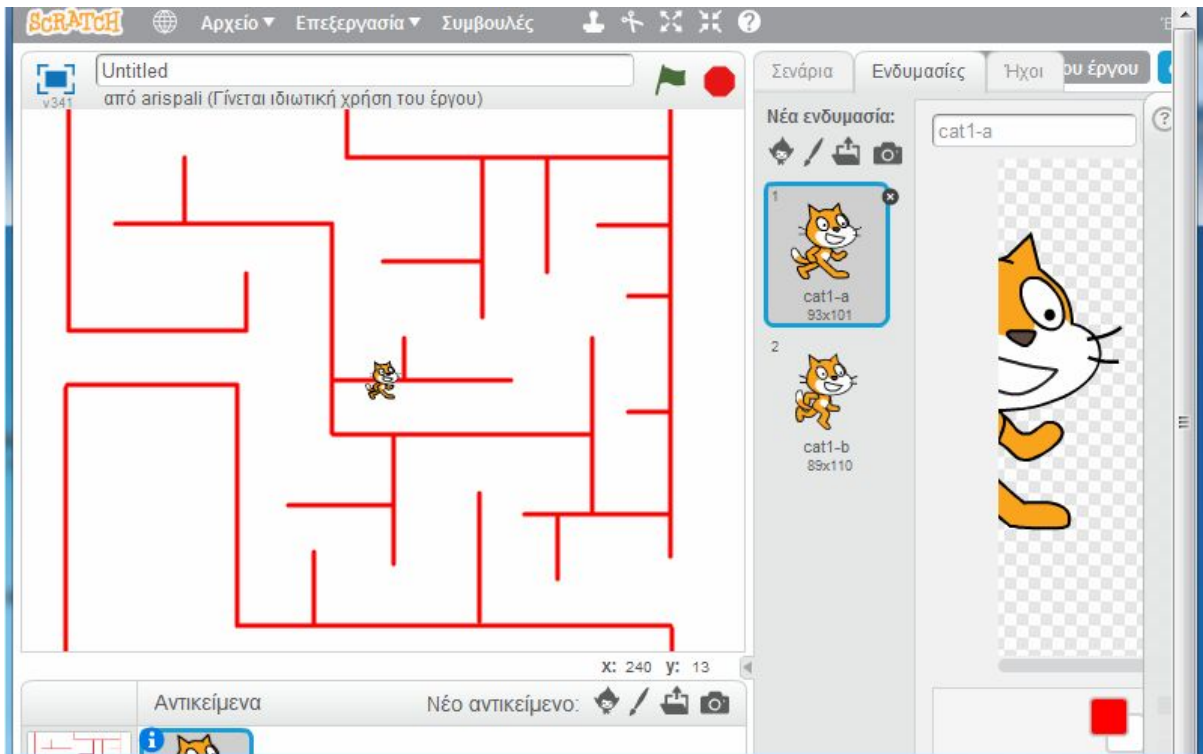 SCRATCH Αρχείο Επεξεργασία Συμβουλές
Untitled
από arispali (Γίνεται ιδιωτική χρήση του έργου)
v341
Σενάρια Ενδυμασίες Ήχοι ου έργου
Νέα ενδυμασία:
cat1-a
1
cat1-a
93x101
2
cat1-b
89x110
x: 240 y: 13
Αντικείμενα Νέο αντικείμενο: